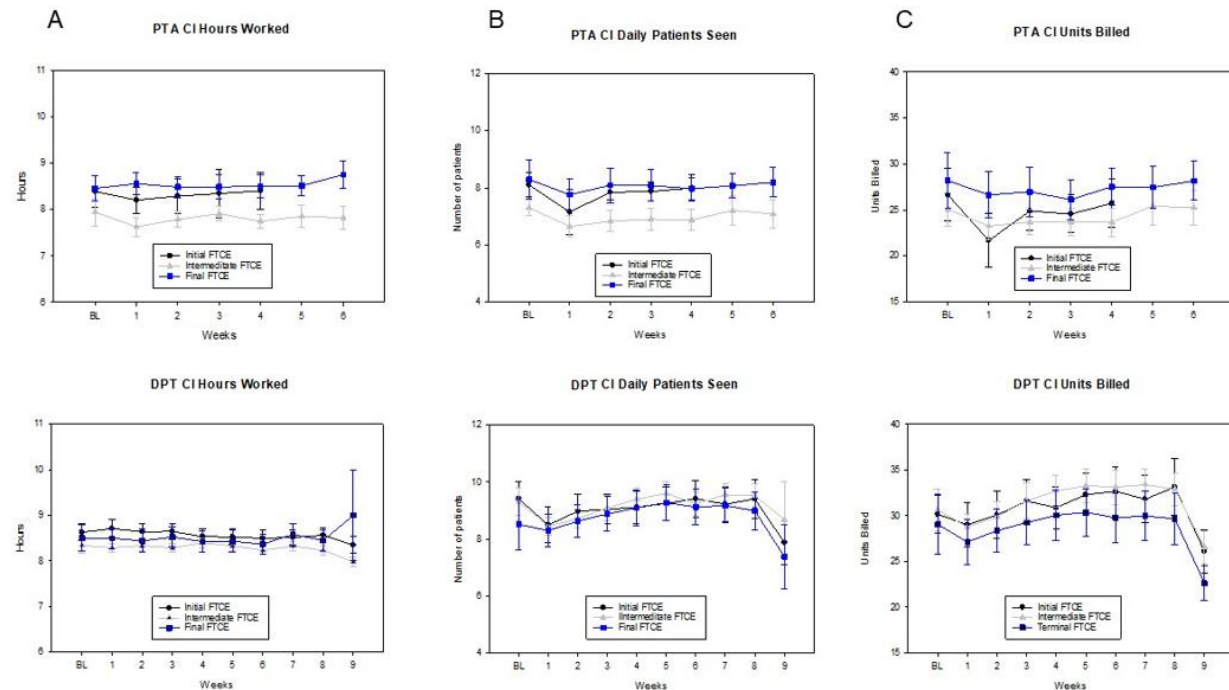 A
PTA CI Hours Worked
11
10
9
8
7
6
Hours
BL 1 2 3 4 5 6
Weeks
Initial FTCE
Intermeditate FTCE
Final FTCE
B
PTA CI Daily Patients Seen
12
10
8
6
4
Number of patients
BL 1 2 3 4 5 6
Weeks
Initial FTCE
Intermediate FTCE
Final FTCE
C
PTA CI Units Billed
40
35
30
25
20
15
Units Billed
BL 1 2 3 4 5 6
Weeks
Initial FTCE
Intermediate FTCE
Final FTCE
DPT CI Hours Worked
11
10
9
8
7
6
Hours
BL 1 2 3 4 5 6 7 8 9
Weeks
Initial FTCE
Intermediate FTCE
Final FTCE
DPT CI Daily Patients Seen
12
10
8
6
4
Number of patients
BL 1 2 3 4 5 6 7 8 9
Weeks
Initial FTCE
FTCE
Final FTCE
DPT CI Units Billed
40
35
30
25
20
15
Units Billed
BL 1 2 3 4 5 6 7 8 9
Weeks
Initial FTCE
Intermediate FTCE
Terminal FTCE